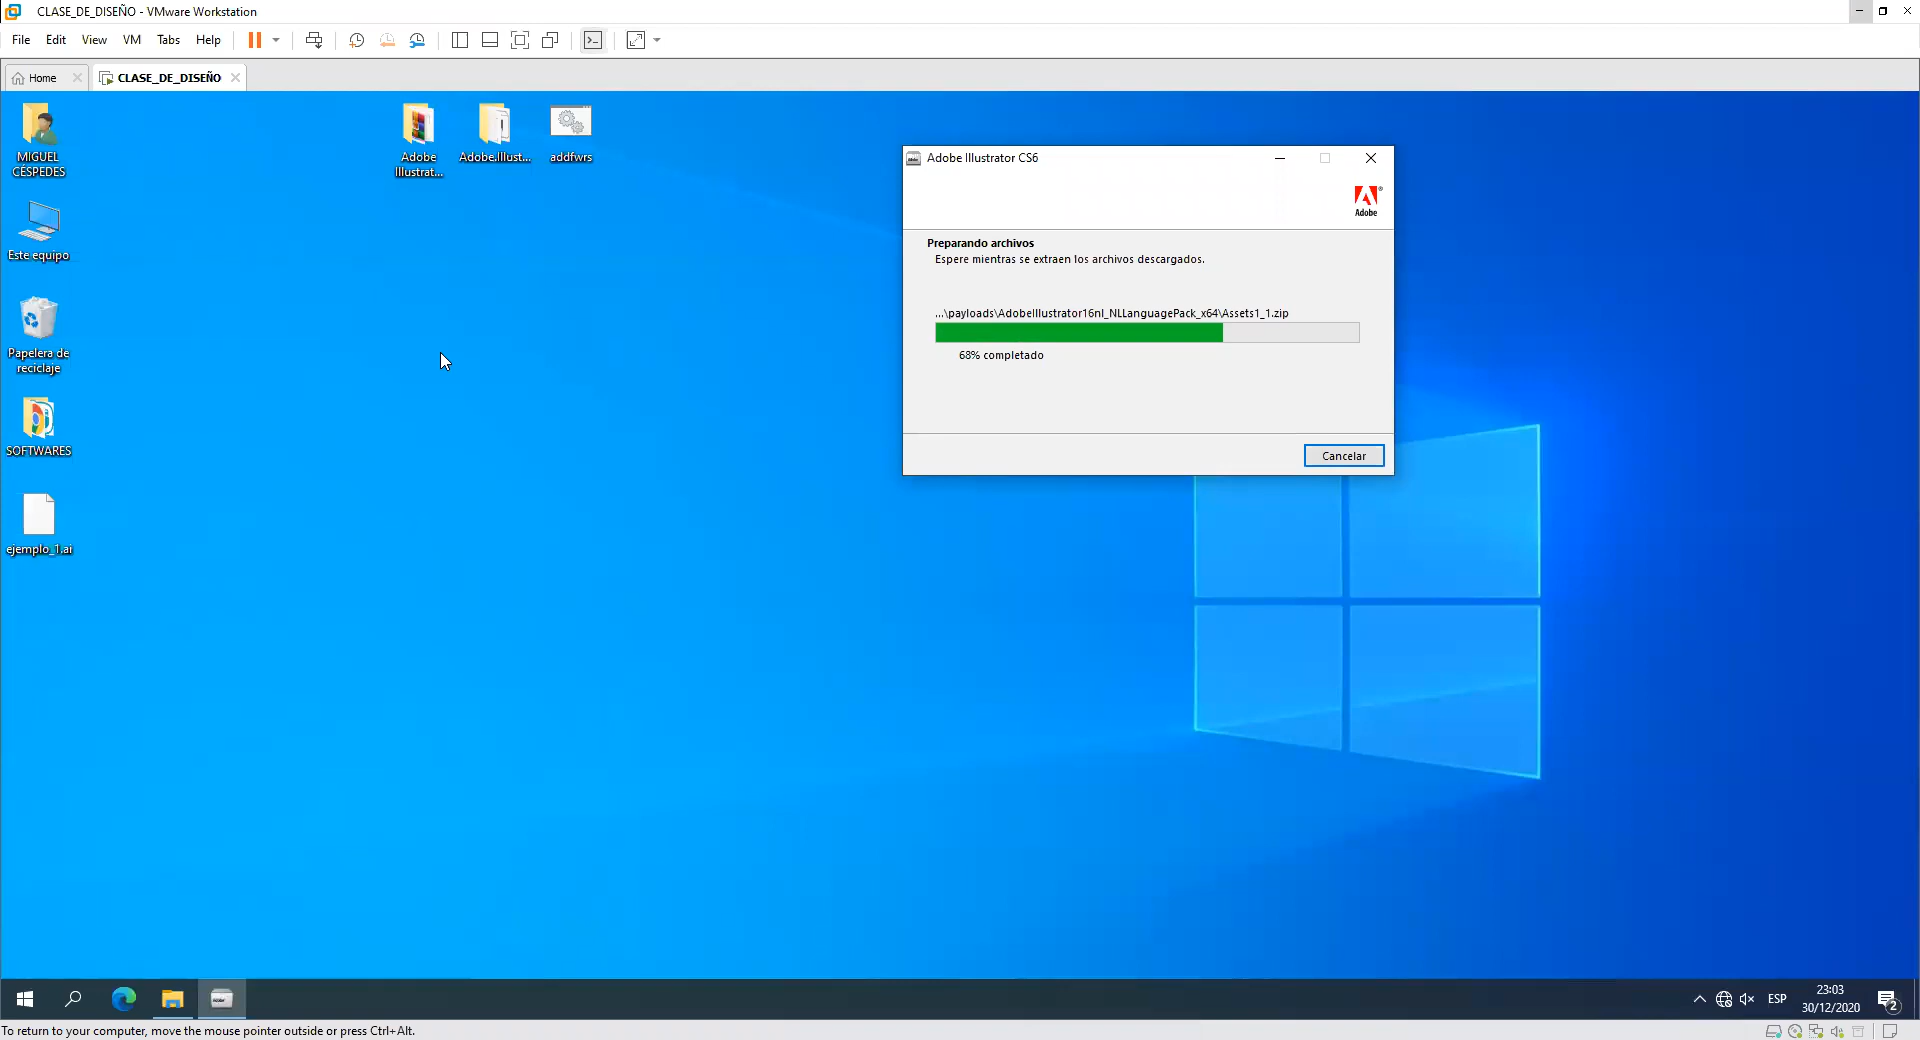 CLASE_DE_DISEÑO - VMware Workstation
File Edit View VM Tabs Help
Home
CLASE_DE_DISEÑO
MIGUEL
CÉSPEDES
Este equipo
Papelera de
reciclaje
SOFTWARES
ejemplo_1.ai
Adobe
Illustrat...
Adobe.Illust...
addfwrs
Adobe Illustrator CS6
Adobe
Preparando archivos
Espere mientras se extraen los archivos descargados.
...\payloads\AdobeIllustrator16nl_NLLanguagePack_x64\Assets1_1.zip
68% completado
Cancelar
ESP
23:03
30/12/2020
2
To return to your computer, move the mouse pointer outside or press Ctrl+Alt.